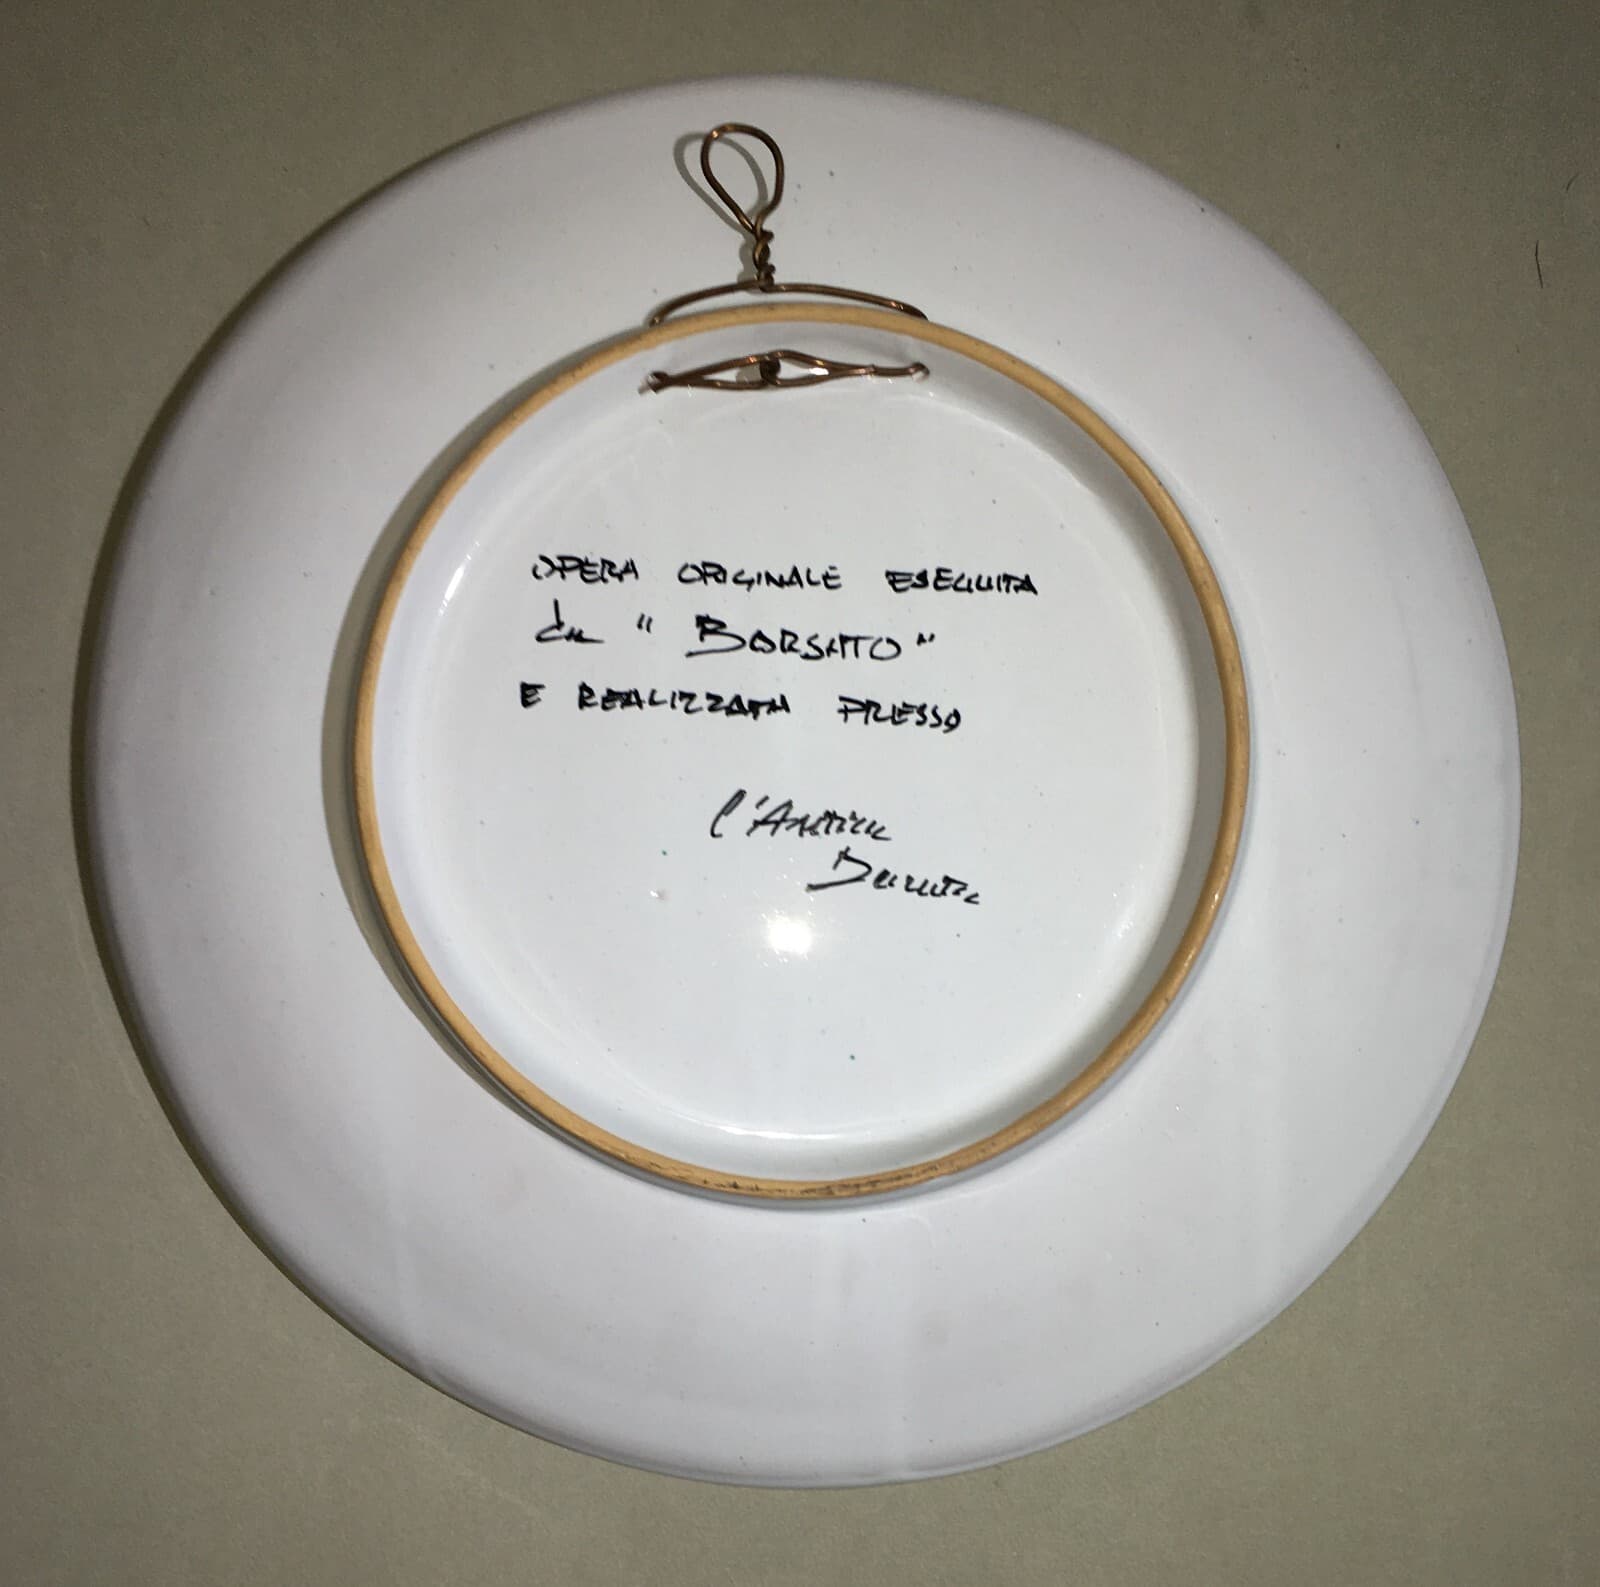 OPERA ORIGINALE ESEGUITA
da "BORSATO"
E REALIZZATA PRESSO
l'Antica
Deruta